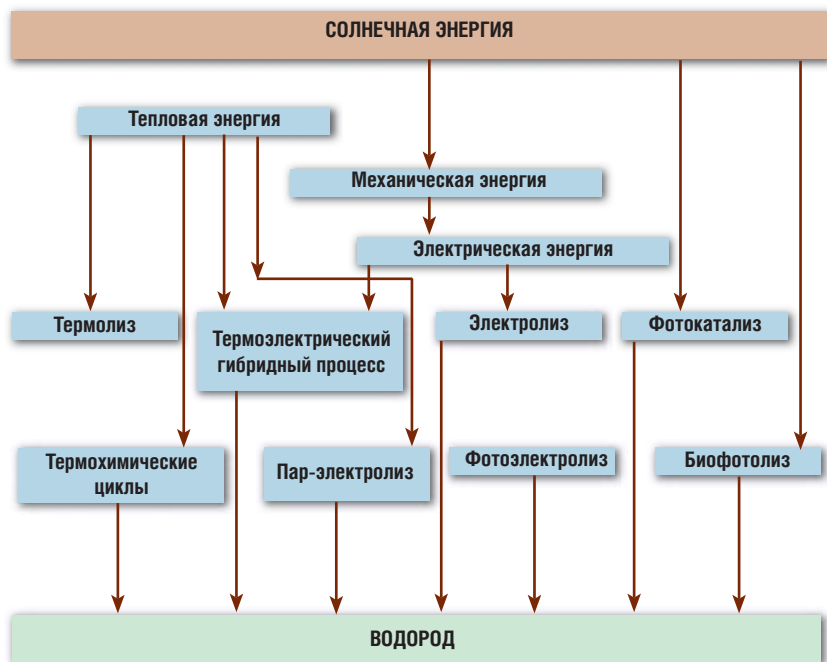 СОЛНЕЧНАЯ ЭНЕРГИЯ
Тепловая энергия
Механическая энергия
Электрическая энергия
Термолиз
Термоэлектрический
гибридный процесс
Электролиз
Фотокатализ
Термохимические
циклы
Пар-электролиз
Фотоэлектролиз
Биофотолиз
ВОДОРОД